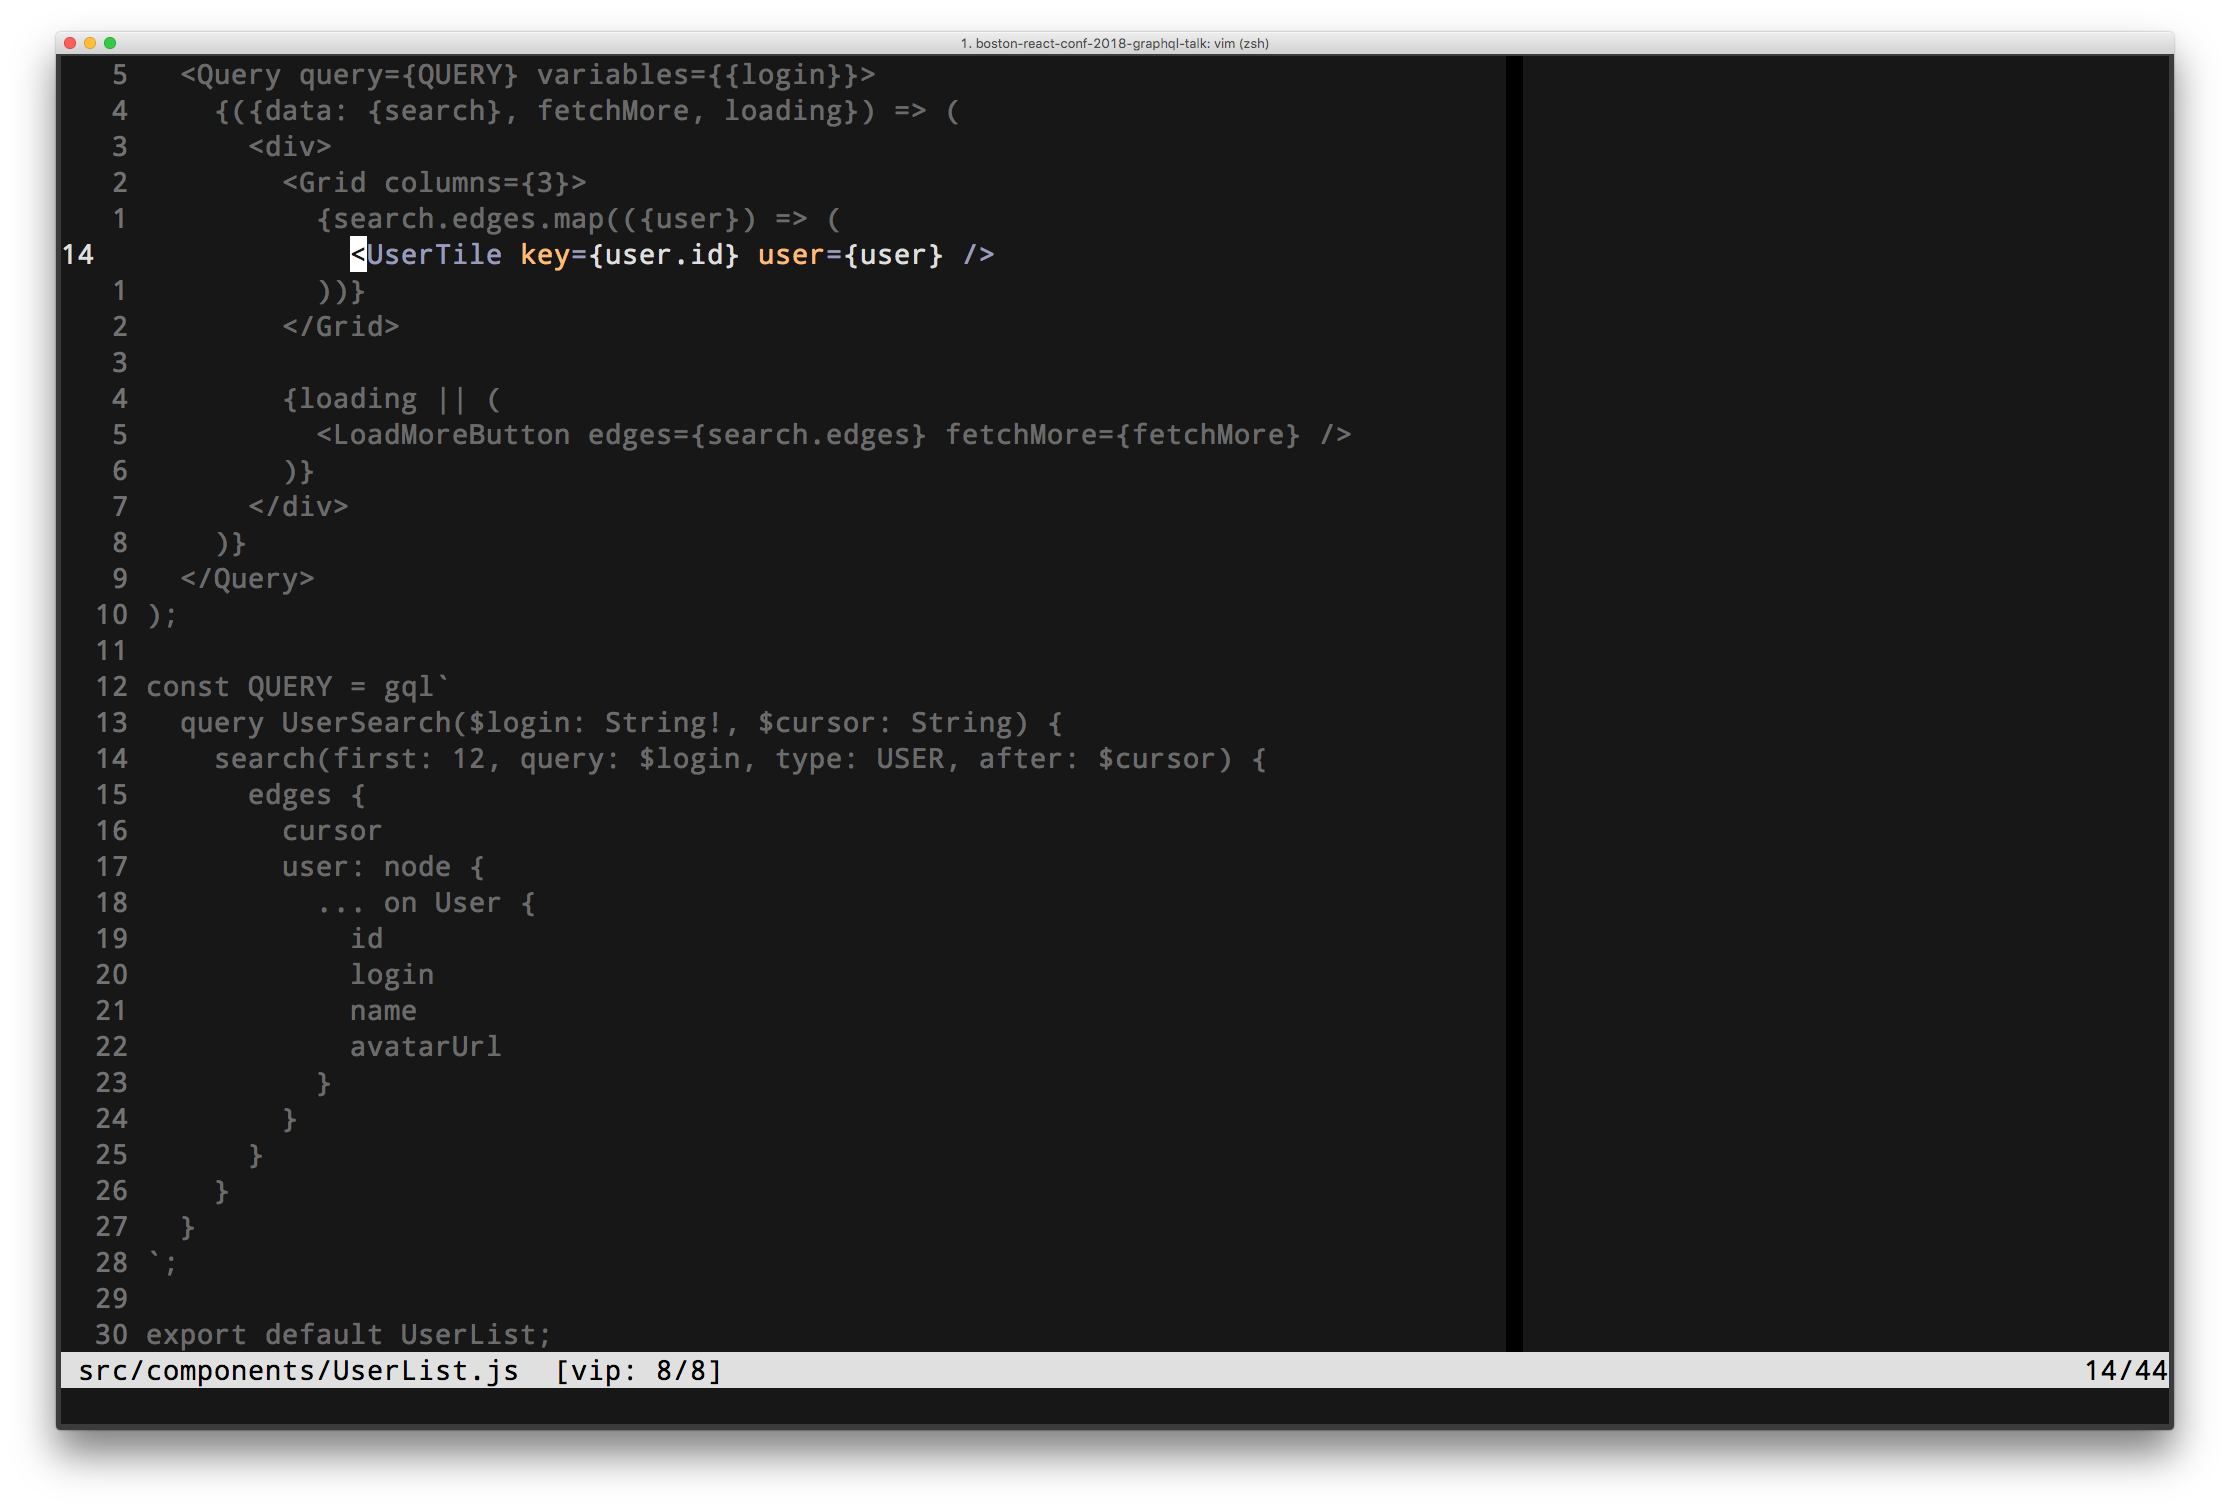 1. boston-react-conf-2018-graphql-talk: vim (zsh)
5   <Query query={QUERY} variables={{login}}>
4     {({data: {search}, fetchMore, loading}) => (
3       <div>
2         <Grid columns={3}>
1           {search.edges.map(({user}) => (
14            <UserTile key={user.id} user={user} />
1           ))}
2         </Grid>
3
4         {loading || (
5           <LoadMoreButton edges={search.edges} fetchMore={fetchMore} />
6         )}
7       </div>
8     )}
9   </Query>
10 );
11
12 const QUERY = gql`
13   query UserSearch($login: String!, $cursor: String) {
14     search(first: 12, query: $login, type: USER, after: $cursor) {
15       edges {
16         cursor
17         user: node {
18           ... on User {
19             id
20             login
21             name
22             avatarUrl
23           }
24         }
25       }
26     }
27   }
28 `;
29
30 export default UserList;
src/components/UserList.js  [vip: 8/8] 14/44